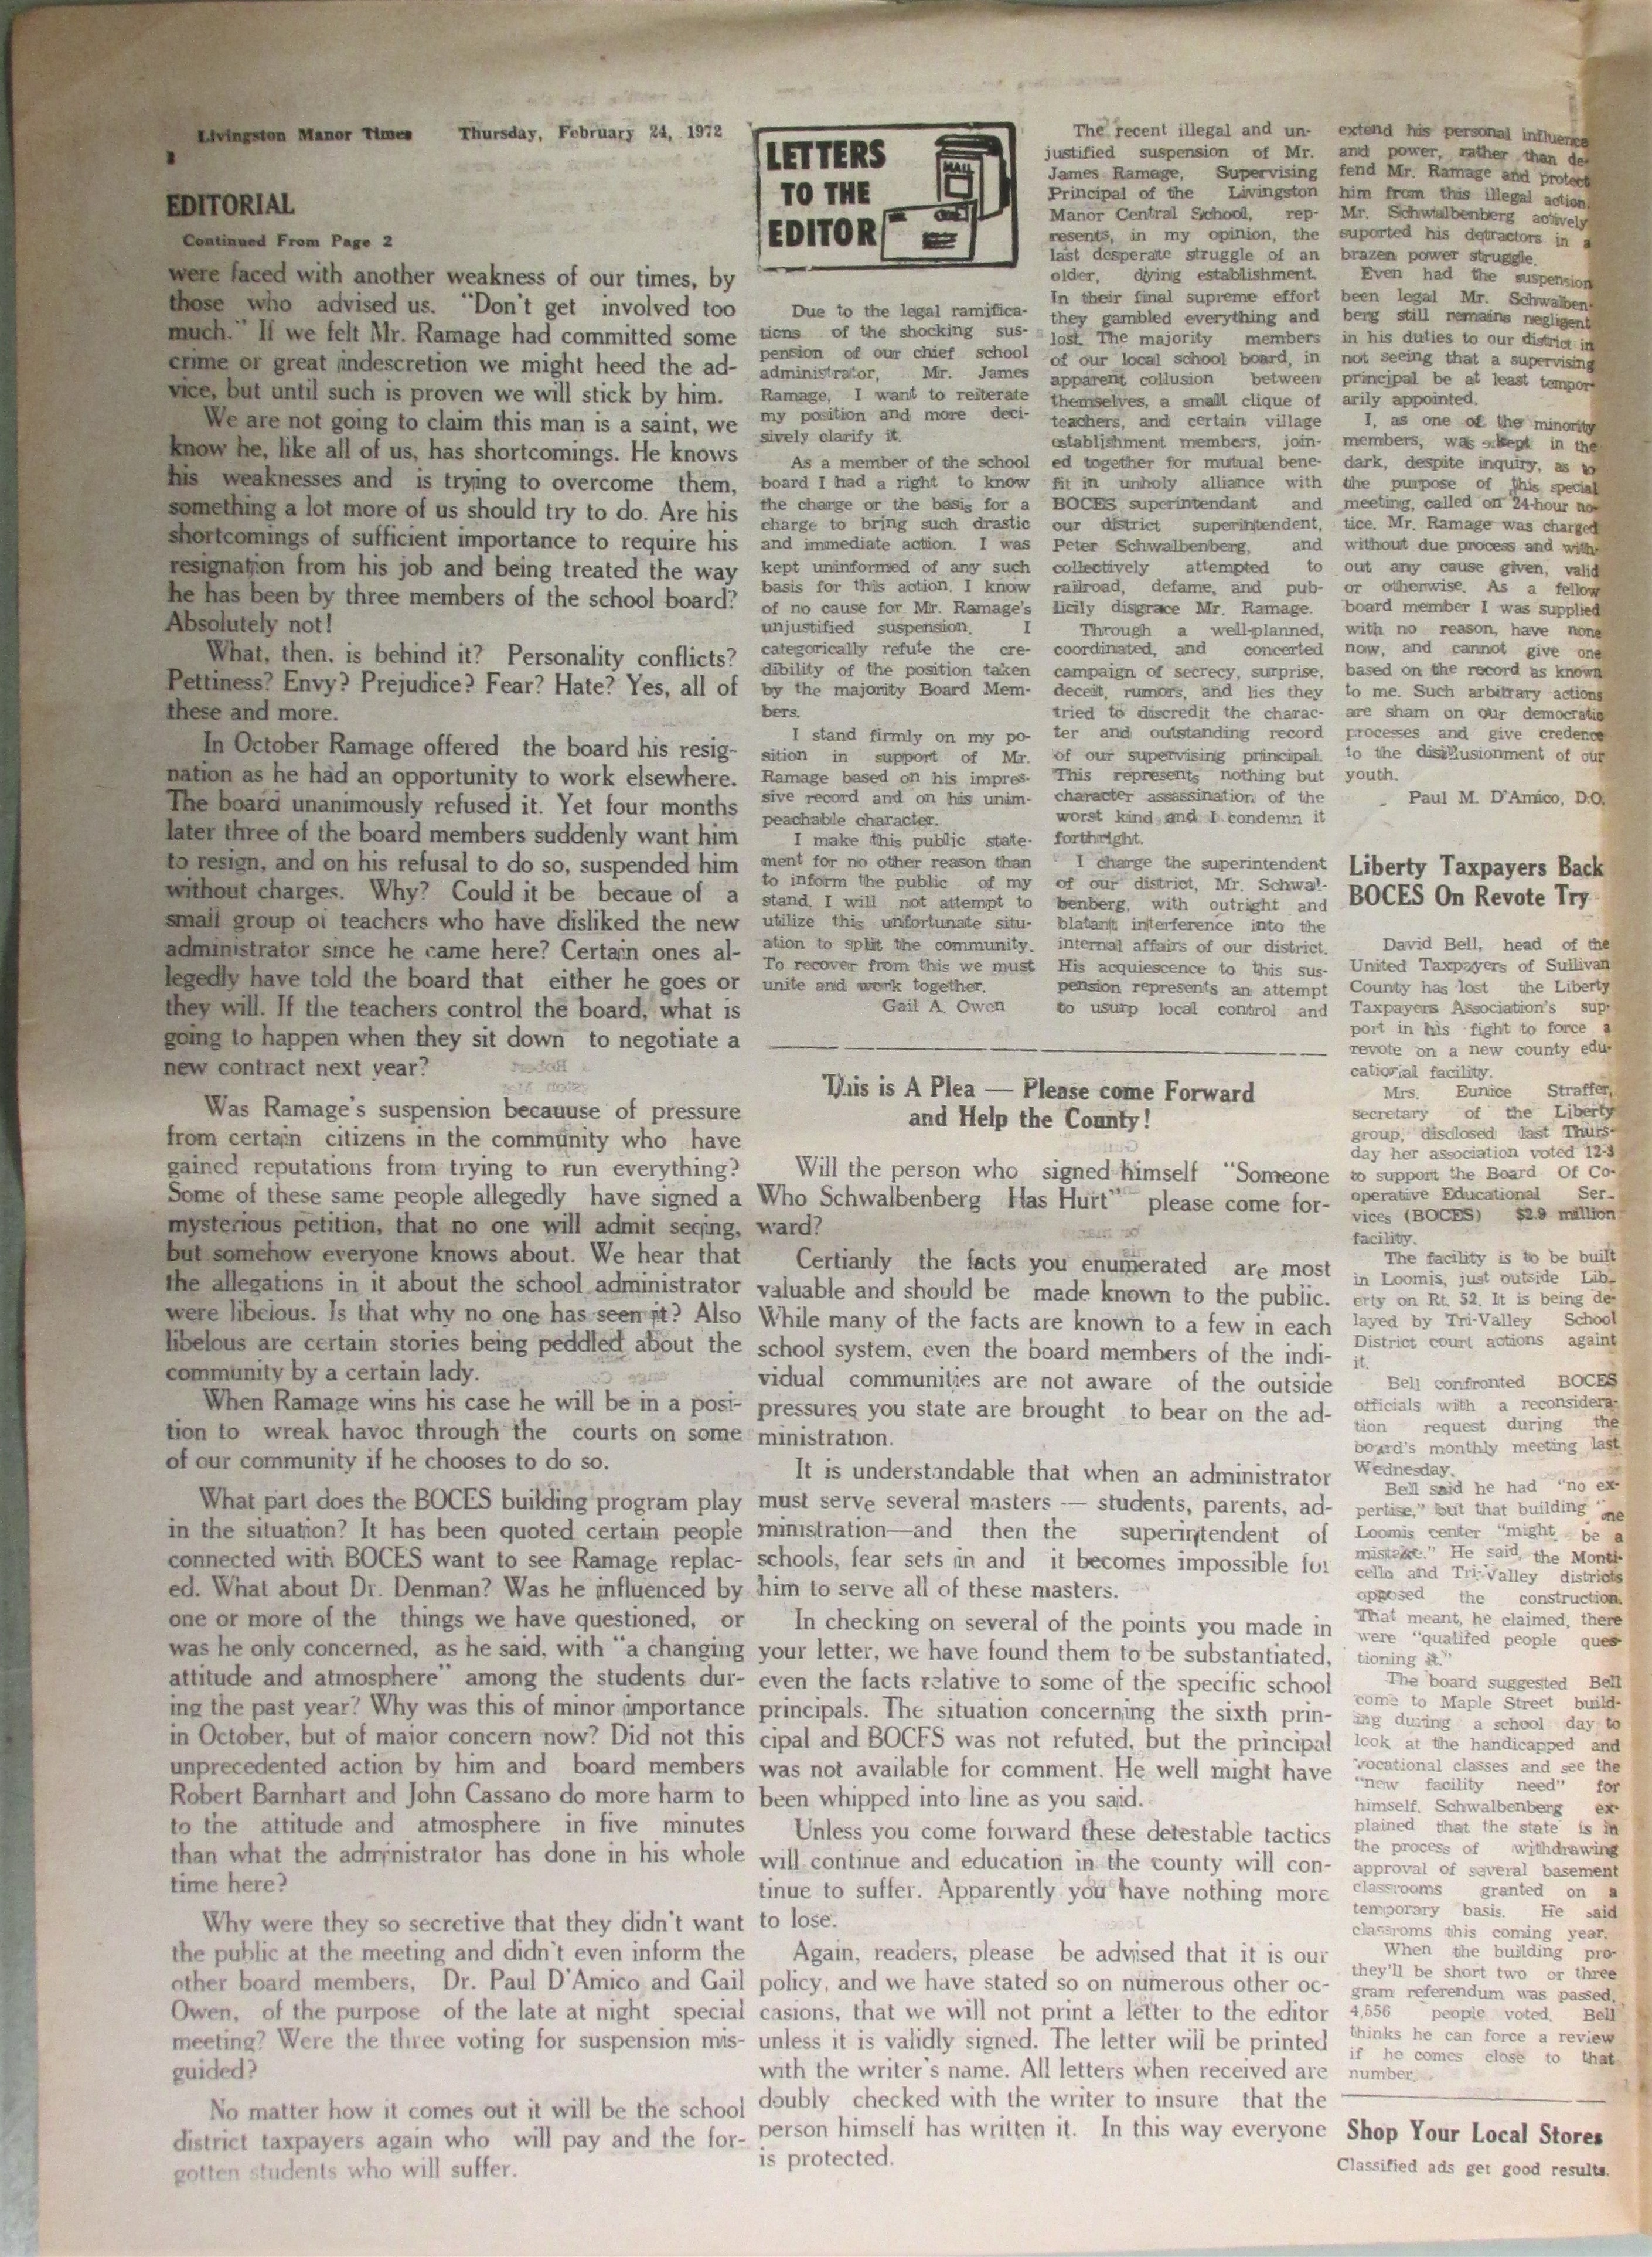 Livingston Manor Times Thursday, February 24, 1972
EDITORIAL
Continued From Page 2
were faced with another weakness of our times, by
those who advised us. "Don't get involved too
much." If we felt Mr. Ramage had committed some
crime or great indescretion we might heed the ad-
vice, but until such is proven we will stick by him.
We are not going to claim this man is a saint, we
know he, like all of us, has shortcomings. He knows
his weaknesses and is trying to overcome them,
something a lot more of us should try to do. Are his
shortcomings of sufficient importance to require his
resignation from his job and being treated the way
he has been by three members of the school board?
Absolutely not!
What, then, is behind it? Personality conflicts?
Pettiness? Envy? Prejudice? Fear? Hate? Yes, all of
these and more.
In October Ramage offered the board his resig-
nation as he had an opportunity to work elsewhere.
The board unanimously refused it. Yet four months
later three of the board members suddenly want him
to resign, and on his refusal to do so, suspended him
without charges. Why? Could it be becaue of a
small group of teachers who have disliked the new
administrator since he came here? Certain ones al-
legedly have told the board that either he goes or
they will. If the teachers control the board, what is
going to happen when they sit down to negotiate a
new contract next year?
Was Ramage's suspension becauuse of pressure
from certain citizens in the community who have
gained reputations from trying to run everything?
Some of these same people allegedly have signed a
mysterious petition, that no one will admit seeing,
but somehow everyone knows about. We hear that
the allegations in it about the school administrator
were libelous. Is that why no one has seen it? Also
libelous are certain stories being peddled about the
community by a certain lady.
When Ramage wins his case he will be in a posi-
tion to wreak havoc through the courts on some
of our community if he chooses to do so.
What part does the BOCES building program play
in the situation? It has been quoted certain people
connected with BOCES want to see Ramage replac-
ed. What about Dr. Denman? Was he influenced by
one or more of the things we have questioned, or
was he only concerned, as he said, with "a changing
attitude and atmosphere" among the students dur-
ing the past year? Why was this of minor importance
in October, but of major concern now? Did not this
unprecedented action by him and board members
Robert Barnhart and John Cassano do more harm to
to the attitude and atmosphere in five minutes
than what the administrator has done in his whole
time here?
Why were they so secretive that they didn't want
the public at the meeting and didn't even inform the
other board members, Dr. Paul D'Amico and Gail
Owen, of the purpose of the late at night special
meeting? Were the three voting for suspension mis-
guided?
No matter how it comes out it will be the school
district taxpayers again who will pay and the for-
gotten students who will suffer.
LETTERS
TO THE
EDITOR
MAIL
Due to the legal ramifica-
tions of the shocking sus-
pension of our chief school
administrator, Mr. James
Ramage, I want to reiterate
my position and more deci-
sively clarify it.
As a member of the school
board I had a right to know
the charge or the basis for a
charge to bring such drastic
and immediate action. I was
kept uninformed of any such
basis for this action. I know
of no cause for Mr. Ramage's
unjustified suspension. I
categorically refute the cre-
dibility of the position taken
by the majority Board Mem-
bers.
I stand firmly on my po-
sition in support of Mr.
Ramage based on his impres-
sive record and on his unim-
peachable character.
I make this public state-
ment for no other reason than
to inform the public of my
stand. I will not attempt to
utilize this unfortunate situ-
ation to split the community.
To recover from this we must
unite and work together.
Gail A. Owen
The recent illegal and un-
justified suspension of Mr.
James Ramage, Supervising
Principal of the Livingston
Manor Central School, rep-
resents, in my opinion, the
last desperate struggle of an
older, dying establishment.
In their final supreme effort
they gambled everything and
lost. The majority members
of our local school board, in
apparent collusion between
themselves, a small clique of
teachers, and certain village
establishment members, join-
ed together for mutual bene-
fit in unholy alliance with
BOCES superintendant and
our district superintendent,
Peter Schwalbenberg, and
collectively attempted to
railroad, defame, and pub-
licily disgrace Mr. Ramage.
Through a well-planned,
coordinated, and concerted
campaign of secrecy, surprise,
deceit, rumors, and lies they
tried to discredit the charac-
ter and outstanding record
of our supervising principal.
This represents nothing but
character assassination of the
worst kind and I condemn it
forthright.
I charge the superintendent
of our district, Mr. Schwal-
benberg, with outright and
blatant interference into the
internal affairs of our district.
His acquiescence to this sus-
pension represents an attempt
to usurp local control and
extend his personal influence
and power, rather than de-
fend Mr. Ramage and protect
him from this illegal action.
Mr. Schwalbenberg actively
suported his detractors in a
brazen power struggle.
Even had the suspension
been legal Mr. Schwalben-
berg still remains negligent
in his duties to our district in
not seeing that a supervising
principal be at least tempor-
arily appointed.
I, as one of the minority
members, was kept in the
dark, despite inquiry, as to
the purpose of this special
meeting, called on 24-hour no-
tice. Mr. Ramage was charged
without due process and with-
out any cause given, valid
or otherwise. As a fellow
board member I was supplied
with no reason, have none
now, and cannot give one
based on the record as known
to me. Such arbitrary actions
are sham on our democratic
processes and give credence
to the disillusionment of our
youth.
Paul M. D'Amico, D.O.
This is A Plea — Please come Forward
and Help the County!
Will the person who signed himself "Someone
Who Schwalbenberg Has Hurt" please come for-
ward?
Certianly the facts you enumerated are most
valuable and should be made known to the public.
While many of the facts are known to a few in each
school system, even the board members of the indi-
vidual communities are not aware of the outside
pressures you state are brought to bear on the ad-
ministration.
It is understandable that when an administrator
must serve several masters — students, parents, ad-
ministration—and then the superintendent of
schools, fear sets in and it becomes impossible for
him to serve all of these masters.
In checking on several of the points you made in
your letter, we have found them to be substantiated,
even the facts relative to some of the specific school
principals. The situation concerning the sixth prin-
cipal and BOCES was not refuted, but the principal
was not available for comment. He well might have
been whipped into line as you said.
Unless you come forward these detestable tactics
will continue and education in the county will con-
tinue to suffer. Apparently you have nothing more
to lose.
Again, readers, please be advised that it is our
policy, and we have stated so on numerous other oc-
casions, that we will not print a letter to the editor
unless it is validly signed. The letter will be printed
with the writer's name. All letters when received are
doubly checked with the writer to insure that the
person himself has written it. In this way everyone
is protected.
Liberty Taxpayers Back
BOCES On Revote Try
David Bell, head of the
United Taxpayers of Sullivan
County has lost the Liberty
Taxpayers Association's sup-
port in his fight to force a
revote on a new county edu-
cational facility.
Mrs. Eunice Straffer,
secretary of the Liberty
group, disclosed last Thurs-
day her association voted 12-3
to support the Board Of Co-
operative Educational Ser-
vices (BOCES) $2.9 million
facility.
The facility is to be built
in Loomis, just outside Lib-
erty on Rt. 52. It is being de-
layed by Tri-Valley School
District court actions againt
it.
Bell confronted BOCES
officials with a reconsidera-
tion request during the
board's monthly meeting last
Wednesday.
Bell said he had "no ex-
pertise," but that building
Loomis center "might be a
mistake." He said, the Monti-
cello and Tri-Valley districts
opposed the construction.
That meant, he claimed, there
were "qualifed people ques-
tioning it."
The board suggested Bell
come to Maple Street build-
ing during a school day to
look at the handicapped and
vocational classes and see the
"new facility need" for
himself. Schwalbenberg ex-
plained that the state is in
the process of withdrawing
approval of several basement
classrooms granted on a
temporary basis. He said
classroms this coming year.
When the building pro-
they'll be short two or three
gram referendum was passed,
4,556 people voted. Bell
thinks he can force a review
if he comes close to that
number.
Shop Your Local Stores
Classified ads get good results.